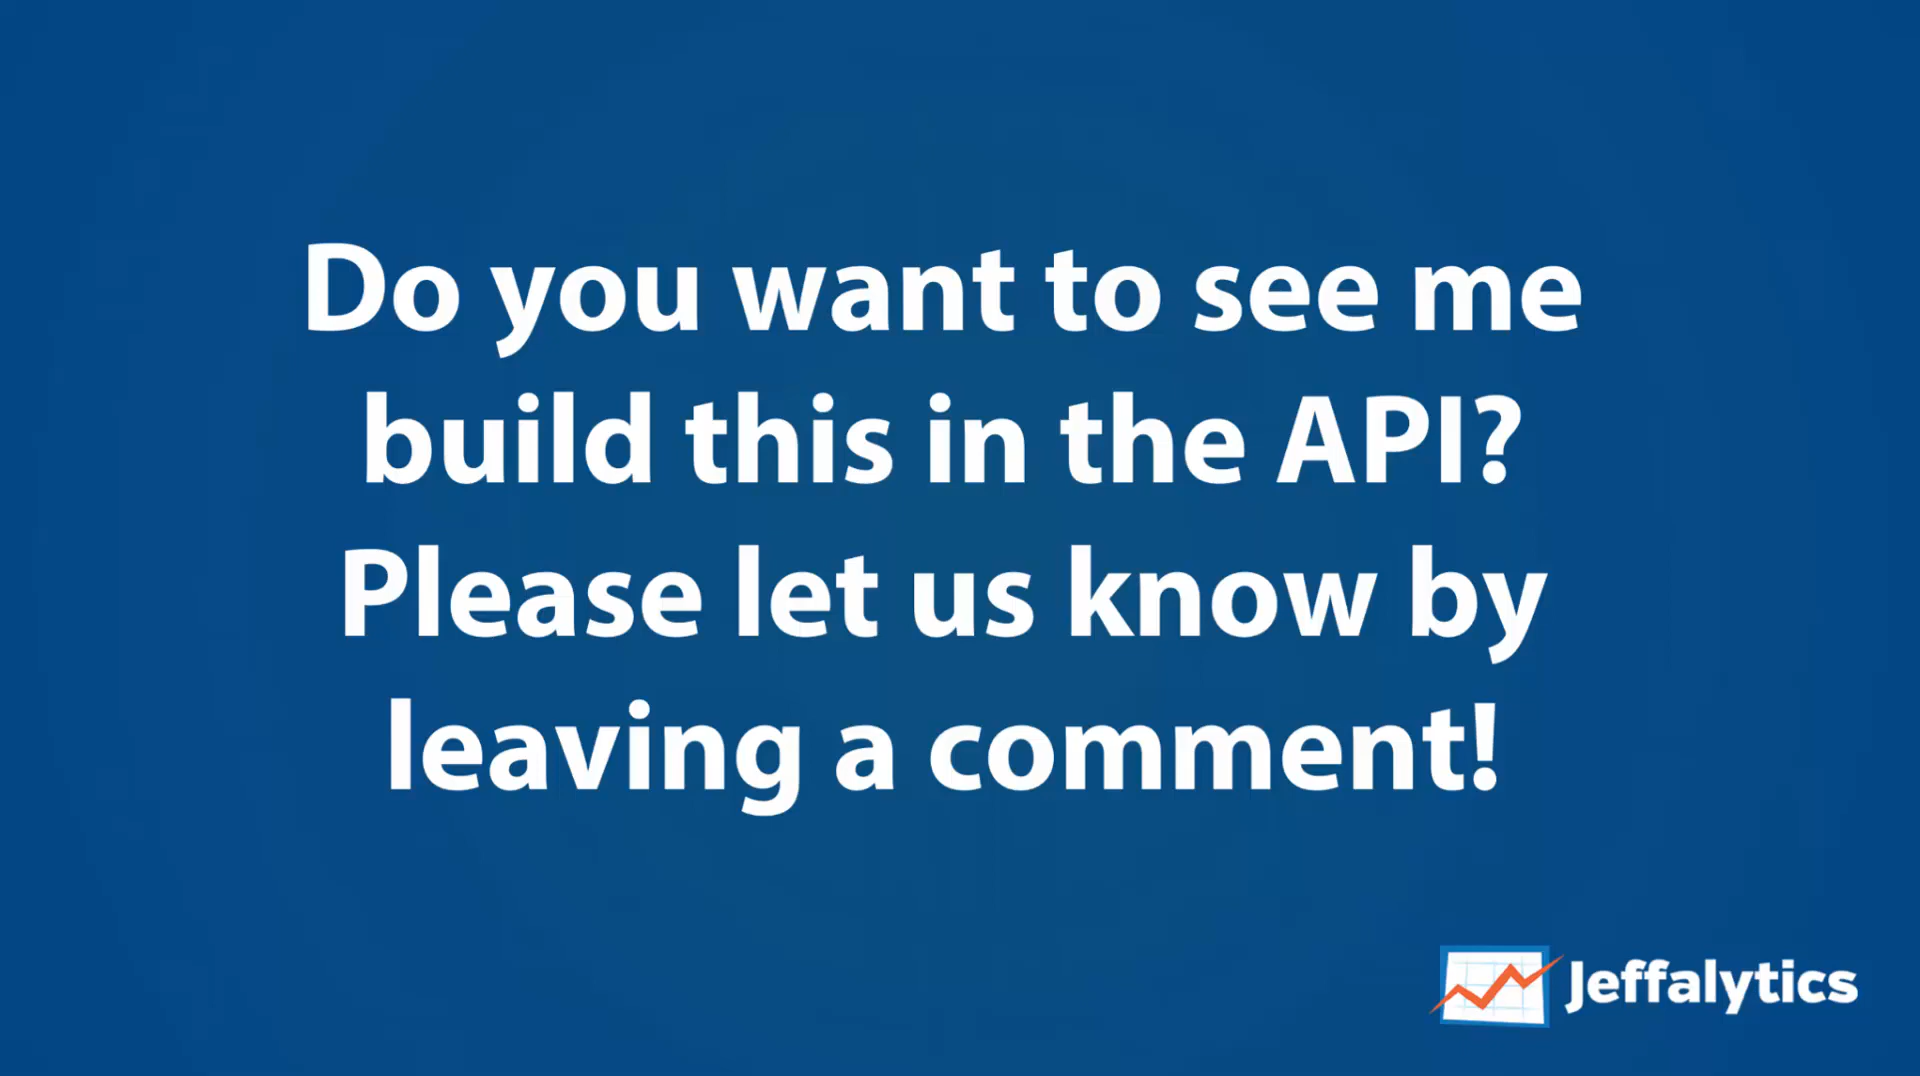 Do you want to see me
build this in the API?
Please let us know by
leaving a comment!
Jeffalytics